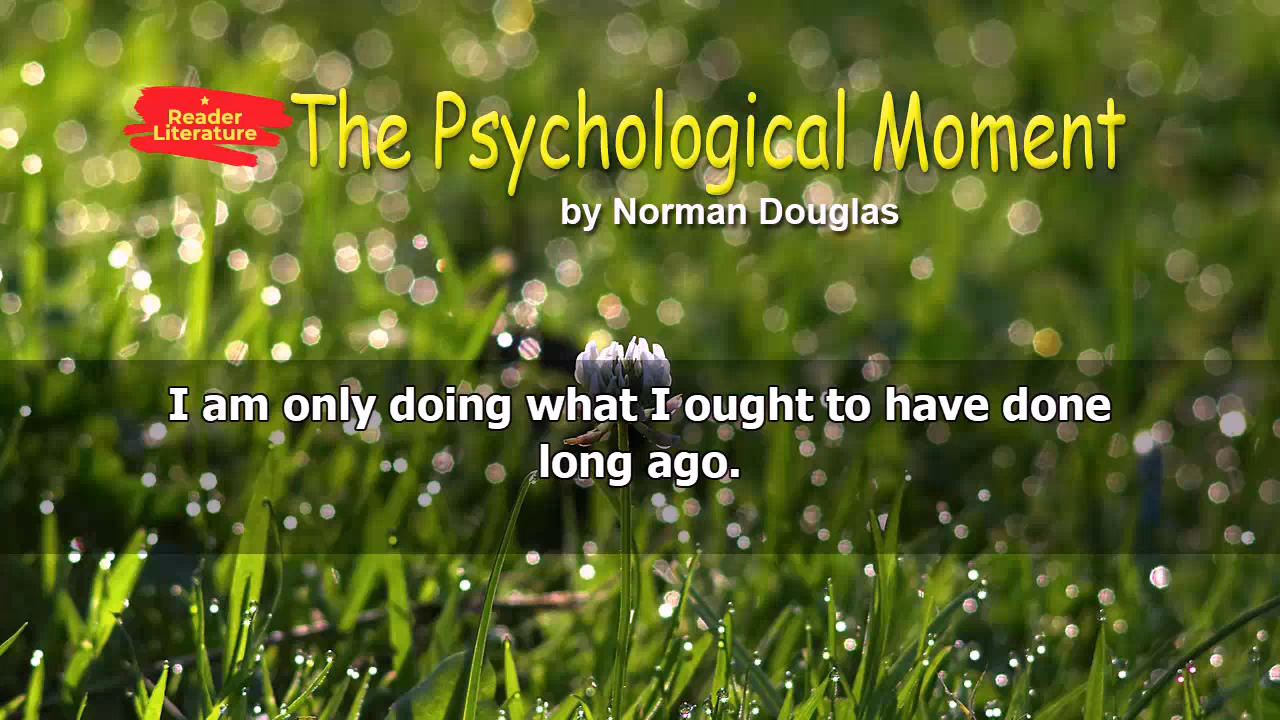 Reader
Literature
The Psychological Moment
by Norman Douglas
I am only doing what I ought to have done
long ago.